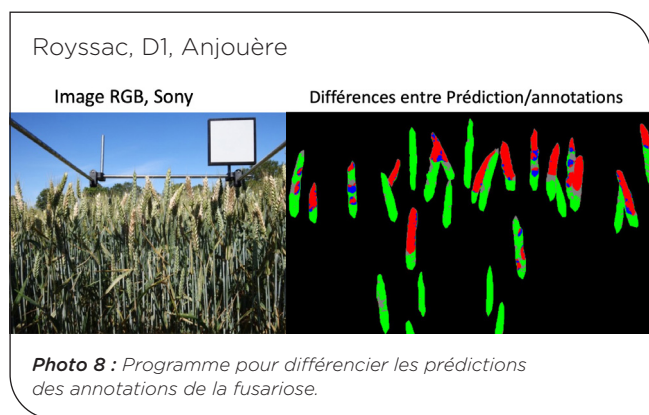 Royssac, D1, Anjouère
Image RGB, Sony
Différences entre Prédiction/annotations
Photo 8 : Programme pour différencier les prédictions
des annotations de la fusariose.